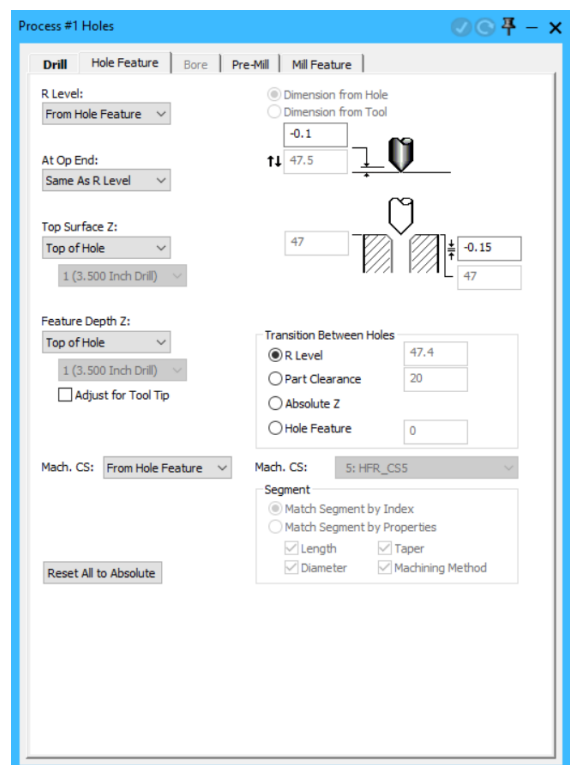 Process #1 Holes
Drill Hole Feature Bore Pre-Mill Mill Feature
R Level:
From Hole Feature
Dimension from Hole
Dimension from Tool
-0.1
47.5
At Op End:
Same As R Level
Top Surface Z:
Top of Hole
1 (3.500 Inch Drill)
47
-0.15
47
Feature Depth Z:
Top of Hole
1 (3.500 Inch Drill)
Adjust for Tool Tip
Transition Between Holes
R Level 47.4
Part Clearance 20
Absolute Z
Hole Feature 0
Mach. CS: From Hole Feature Mach. CS: 5: HFR_CS5
Segment
Match Segment by Index
Match Segment by Properties
Length Taper
Diameter Machining Method
Reset All to Absolute